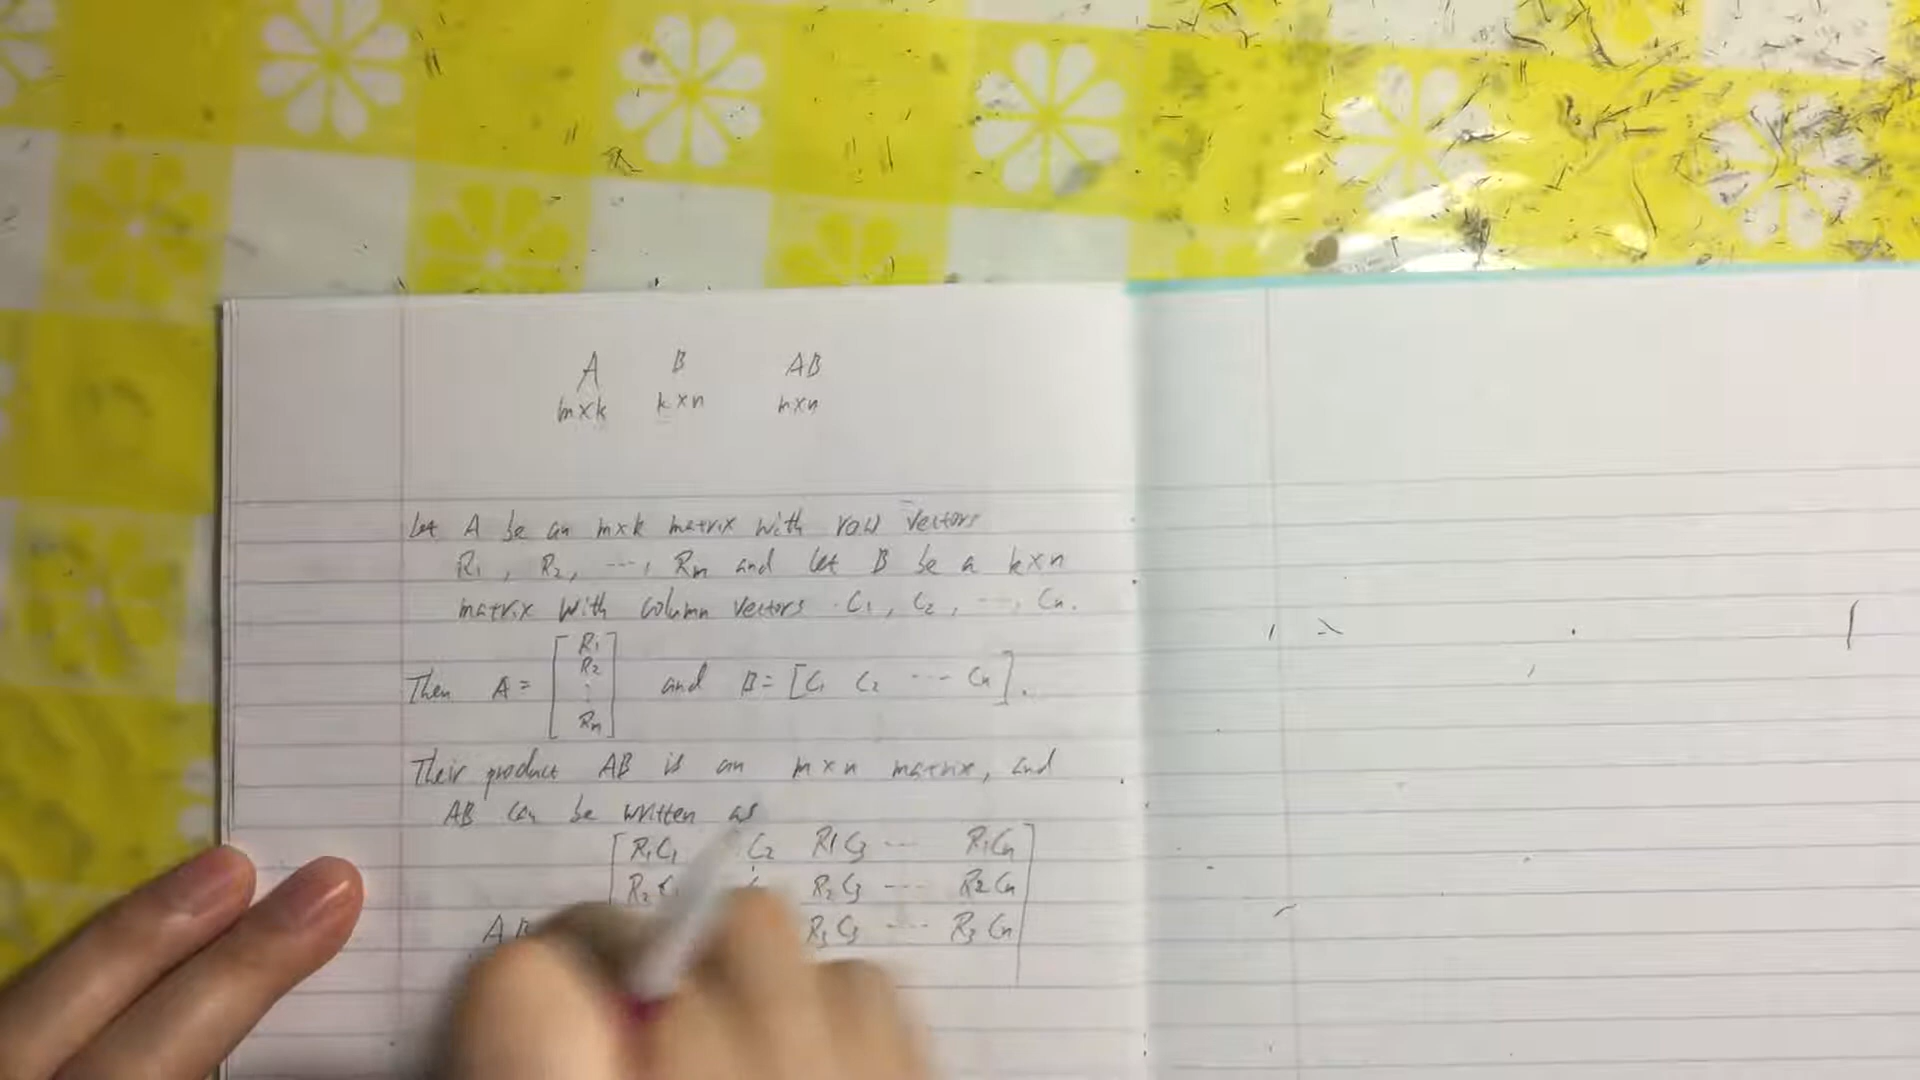 A B AB
m×k k×n m×n
Let A be an m×k matrix with row vectors
R1, R2, ..., Rm and let B be a k×n
matrix with column vectors C1, C2, ..., Cn.
Then A = [R1 R2 ⋮ Rm] and B = [C1 C2 ... Cn].
Their product AB is an m×n matrix, and
AB can be written as
R1C1 C2 R1C3 ... R1Cn
R2 R2C3 ... R2Cn
AB R3C3 ... R3Cn